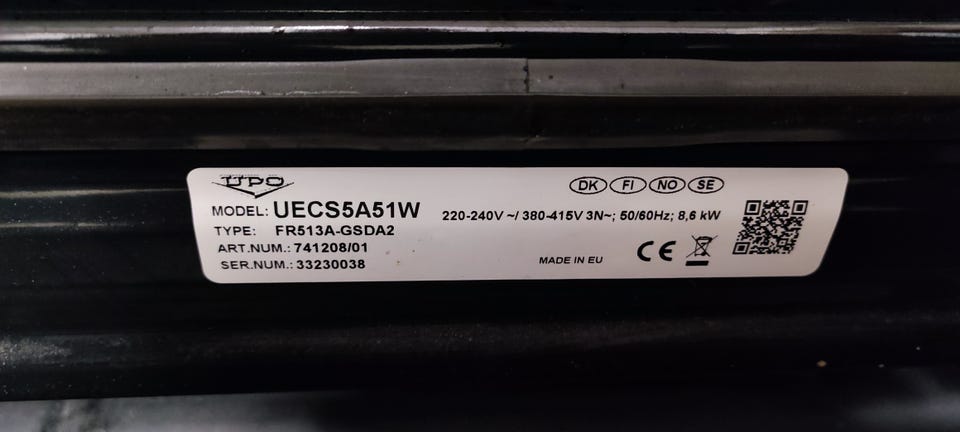 UPO
DK FI NO SE
MODEL: UECS5A51W
220-240V ~/ 380-415V 3N~; 50/60Hz; 8,6 kW
TYPE: FR513A-GSDA2
ART.NUM.: 741208/01
SER.NUM.: 33230038
MADE IN EU
CE